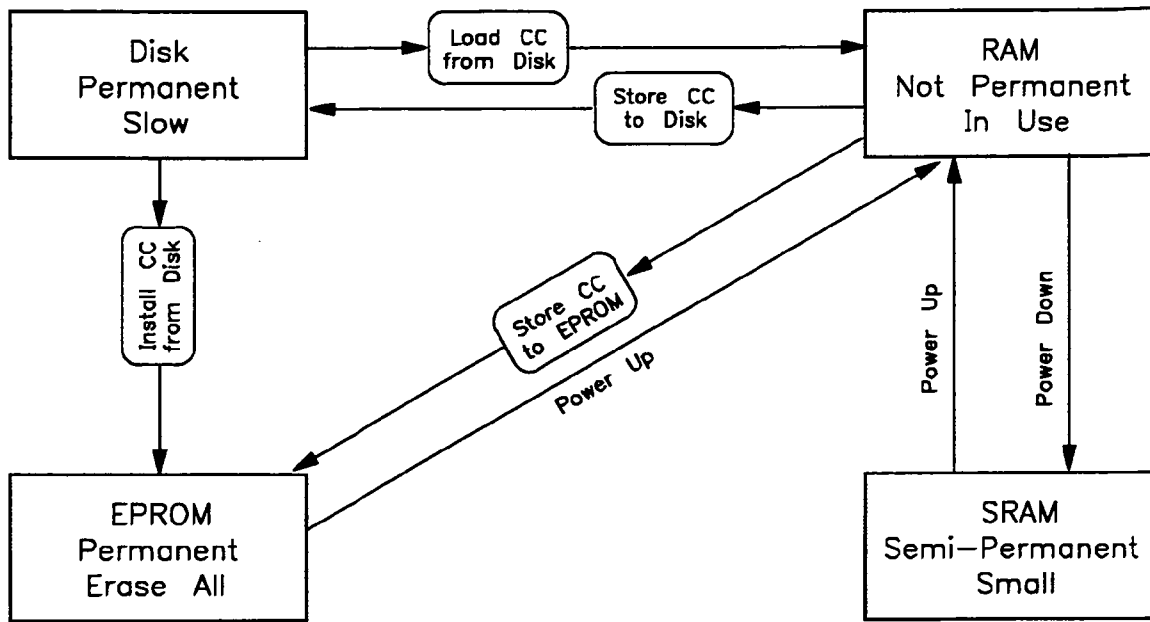 Disk
Permanent
Slow
Load CC
from Disk
Store CC
to Disk
RAM
Not Permanent
In Use
Install CC
from Disk
Store CC
to EPROM
Power Up
Power Up
Power Down
EPROM
Permanent
Erase All
SRAM
Semi-Permanent
Small